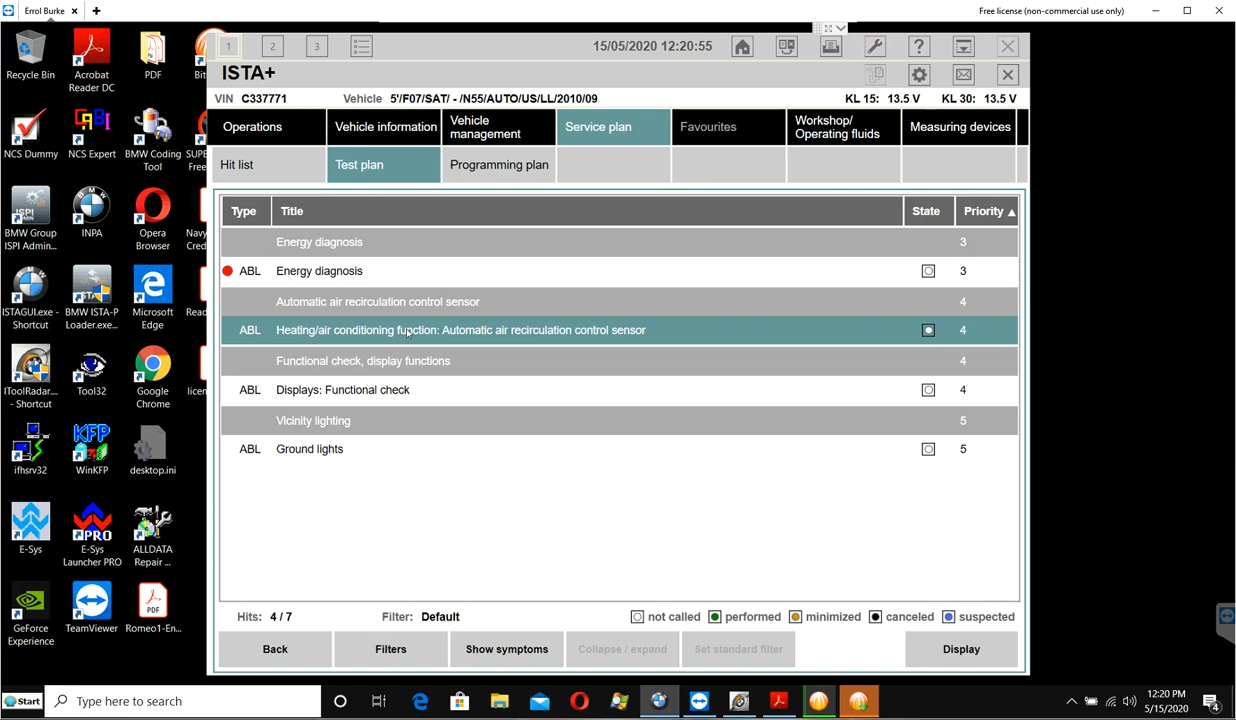 Errol Burke
Free license (non-commercial use only)
Recycle Bin
Acrobat
Reader DC
PDF
NCS Dummy
NCS Expert
BMW Coding
Tool
BMW Group
ISPI Admin...
INPA
Opera
Browser
ISTAGUI.exe -
Shortcut
BMW ISTA-P
Loader.exe...
Microsoft
Edge
IToolRadar....
- Shortcut
Tool32
Google
Chrome
ifhsrv32
WinKFP
desktop.ini
E-Sys
E-Sys
Launcher PRO
ALLDATA
Repair ...
GeForce
Experience
TeamViewer
Romeo1-En...
1 2 3
15/05/2020 12:20:55
ISTA+
VIN C337771 Vehicle 5'/F07/SAT/ - /N55/AUTO/US/LL/2010/09 KL 15: 13.5 V KL 30: 13.5 V
Operations
Vehicle information
Vehicle
management
Service plan
Favourites
Workshop/
Operating fluids
Measuring devices
Hit list
Test plan
Programming plan
Type Title State Priority
Energy diagnosis 3
ABL Energy diagnosis 3
Automatic air recirculation control sensor 4
ABL Heating/air conditioning function: Automatic air recirculation control sensor 4
Functional check, display functions 4
ABL Displays: Functional check 4
Vicinity lighting 5
ABL Ground lights 5
Hits: 4 / 7 Filter: Default not called performed minimized canceled suspected
Back Filters Show symptoms Collapse / expand Set standard filter Display
Start Type here to search
12:20 PM
5/15/2020
4